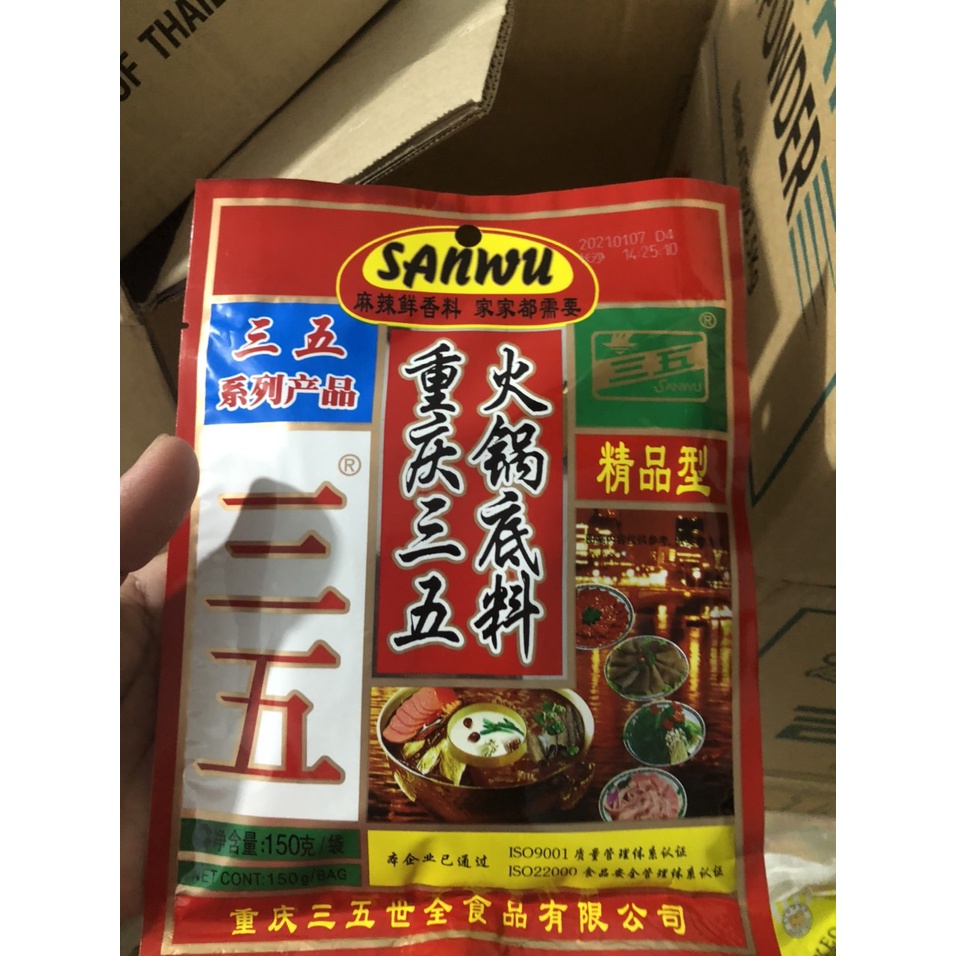 OF THAI
POWDER
SANWU
麻辣鲜香料 家家都需要
20210107 D4
14:25:10
三五
系列产品
三五
SANWU
®
重庆三五
火锅底料
精品型
®
三五
净含量:150克/袋
NET CONT:150g/BAG
本企业已通过
ISO9001 质量管理体系认证
ISO22000 食品安全管理体系认证
重庆三五世全食品有限公司